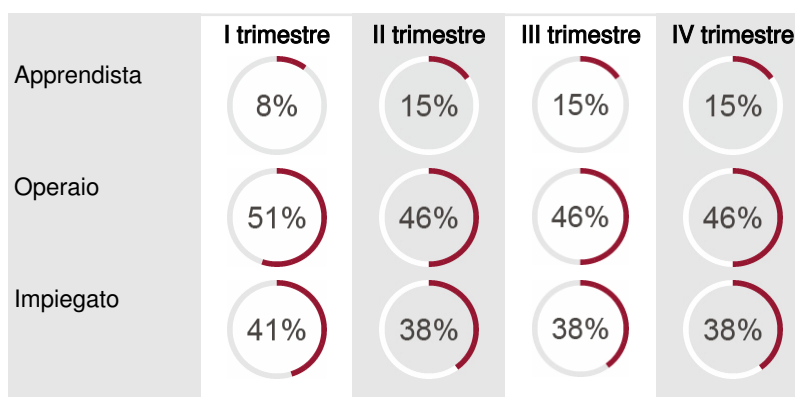 I trimestre II trimestre III trimestre IV trimestre
Apprendista 8% 15% 15% 15%
Operaio 51% 46% 46% 46%
Impiegato 41% 38% 38% 38%